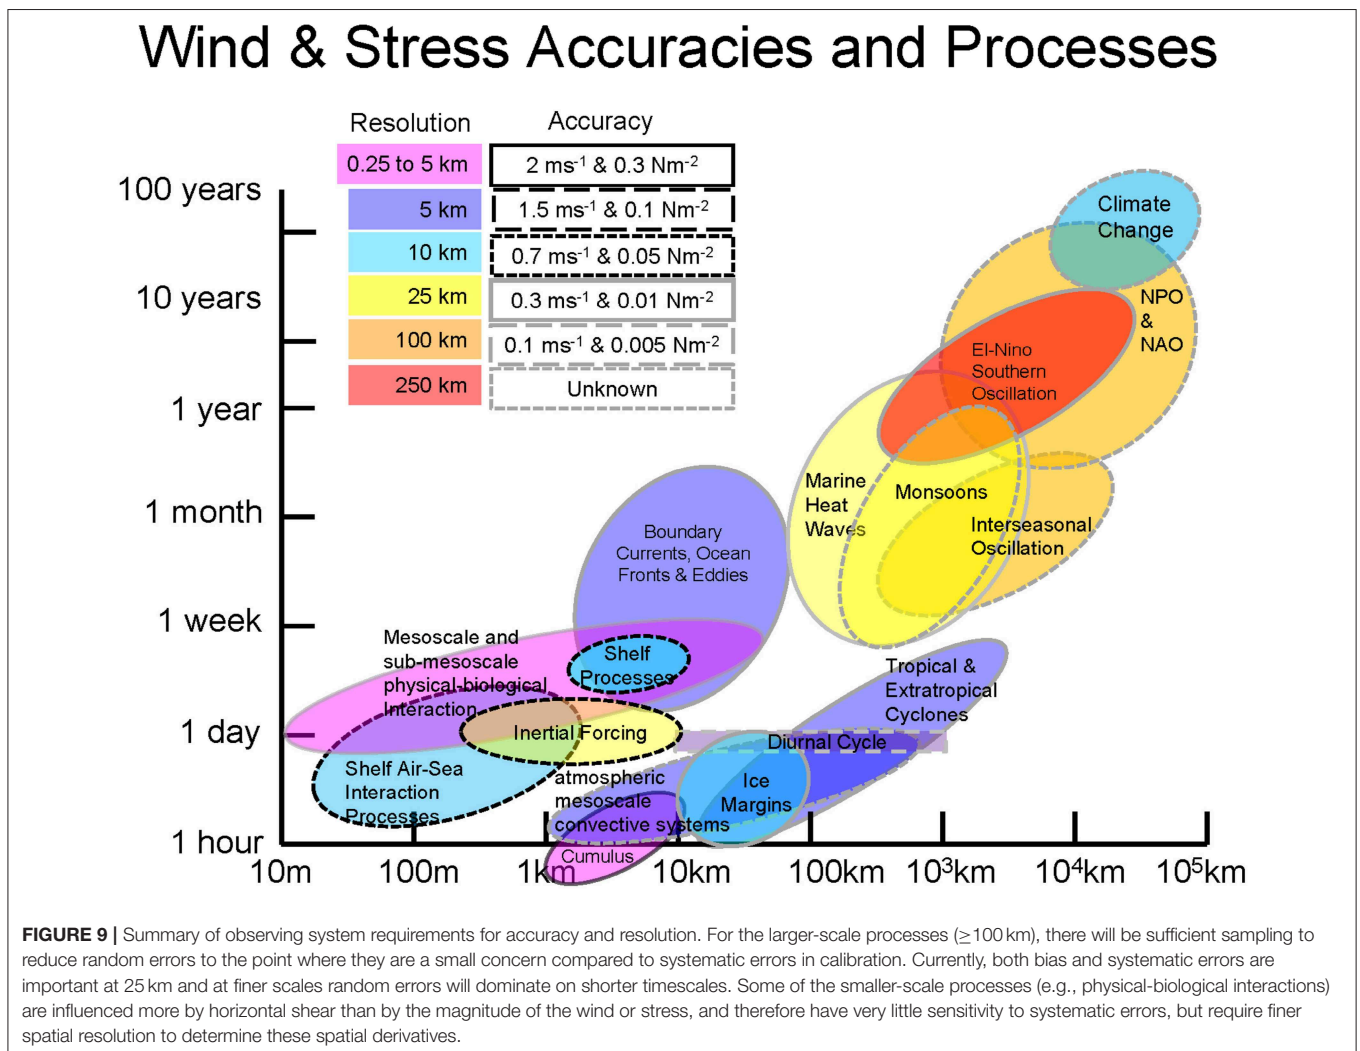 Wind & Stress Accuracies and Processes
Resolution
Accuracy
0.25 to 5 km
2 ms⁻¹ & 0.3 Nm⁻²
5 km
1.5 ms⁻¹ & 0.1 Nm⁻²
10 km
0.7 ms⁻¹ & 0.05 Nm⁻²
25 km
0.3 ms⁻¹ & 0.01 Nm⁻²
100 km
0.1 ms⁻¹ & 0.005 Nm⁻²
250 km
Unknown
100 years
10 years
1 year
1 month
1 week
1 day
1 hour
Climate
Change
NPO
&
NAO
El-Nino
Southern
Oscillation
Marine
Heat
Waves
Monsoons
Interseasonal
Oscillation
Boundary
Currents, Ocean
Fronts & Eddies
Mesoscale and
sub-mesoscale
physical-biological
Interaction
Shelf
Processes
Tropical &
Extratropical
Cyclones
Inertial Forcing
Diurnal Cycle
Shelf Air-Sea
Interaction
Processes
atmospheric
mesoscale
convective systems
Ice
Margins
Cumulus
10m
100m
1km
10km
100km
10³km
10⁴km
10⁵km
FIGURE 9 | Summary of observing system requirements for accuracy and resolution. For the larger-scale processes (≥100 km), there will be sufficient sampling to
reduce random errors to the point where they are a small concern compared to systematic errors in calibration. Currently, both bias and systematic errors are
important at 25 km and at finer scales random errors will dominate on shorter timescales. Some of the smaller-scale processes (e.g., physical-biological interactions)
are influenced more by horizontal shear than by the magnitude of the wind or stress, and therefore have very little sensitivity to systematic errors, but require finer
spatial resolution to determine these spatial derivatives.